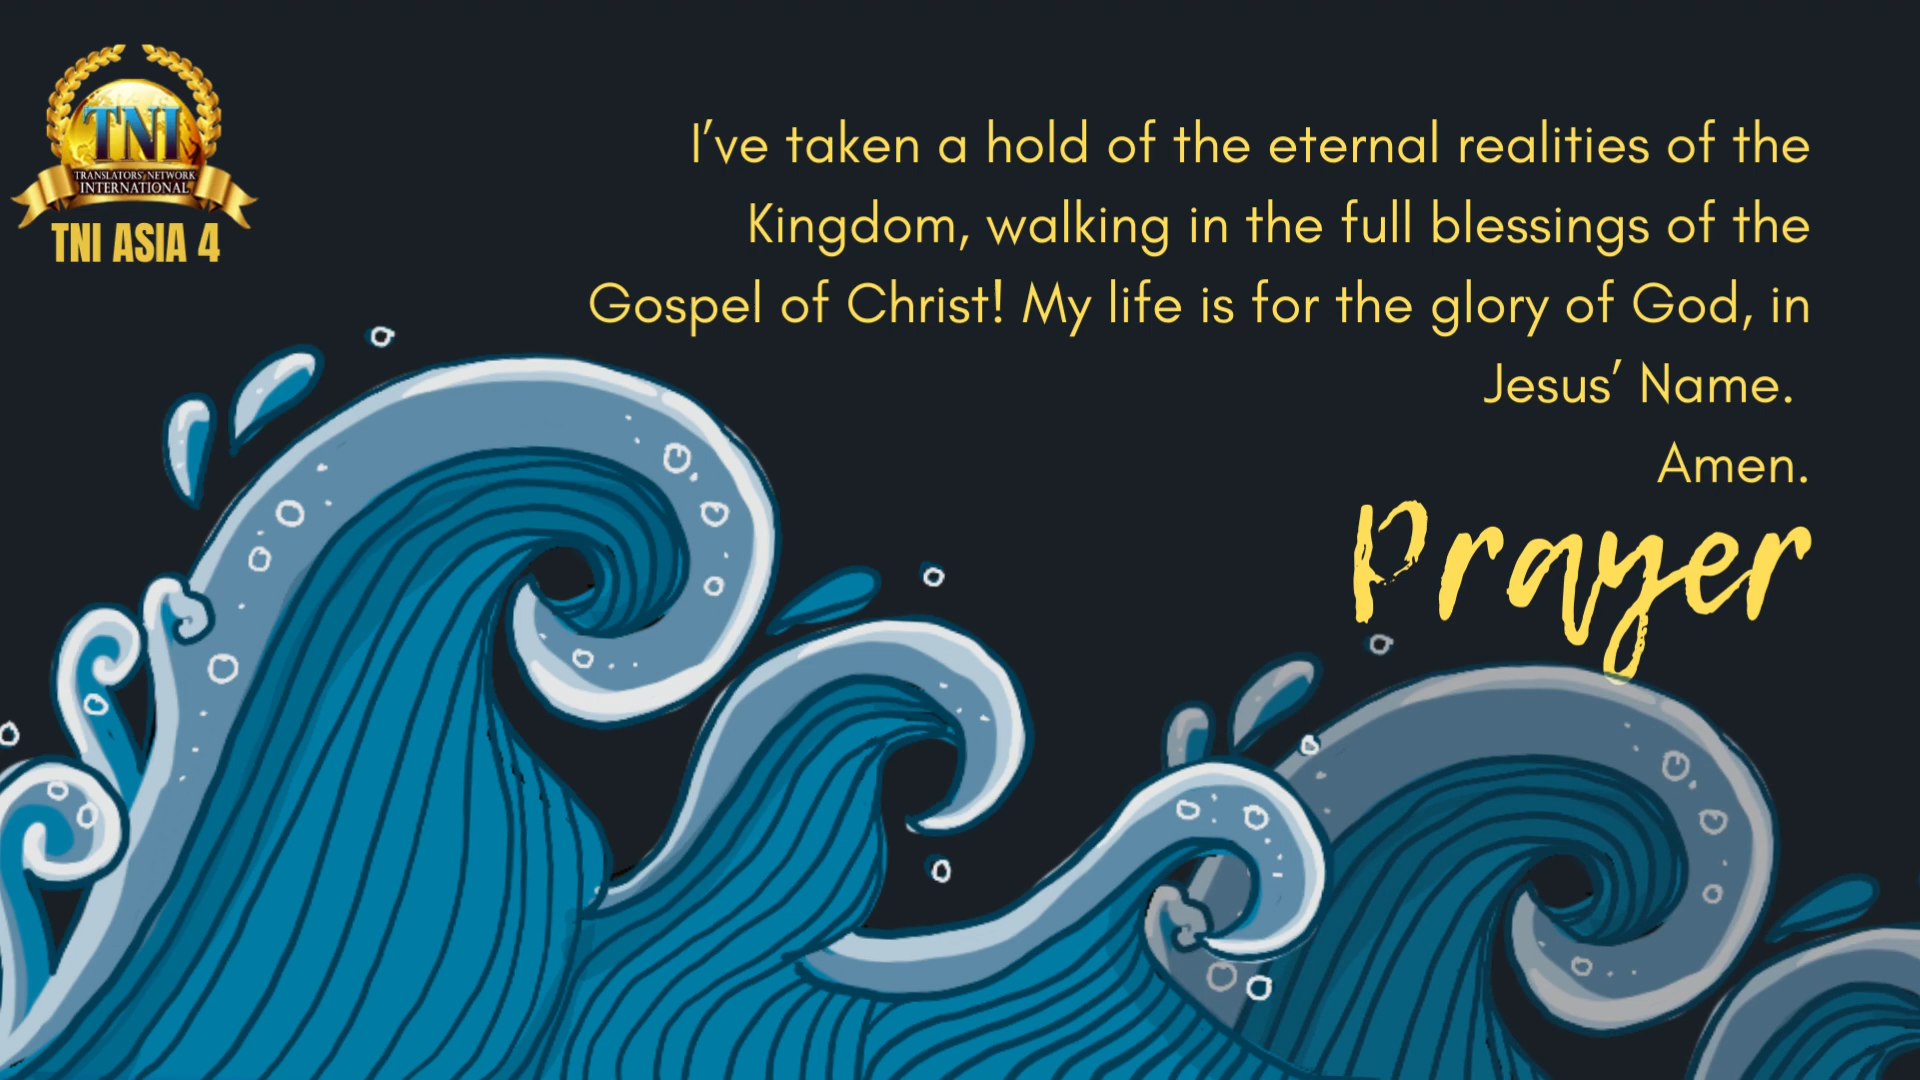 TNI
TRANSLATORS' NETWORK
INTERNATIONAL
TNI ASIA 4
I’ve taken a hold of the eternal realities of the
Kingdom, walking in the full blessings of the
Gospel of Christ! My life is for the glory of God, in
Jesus’ Name.
Amen.
Prayer